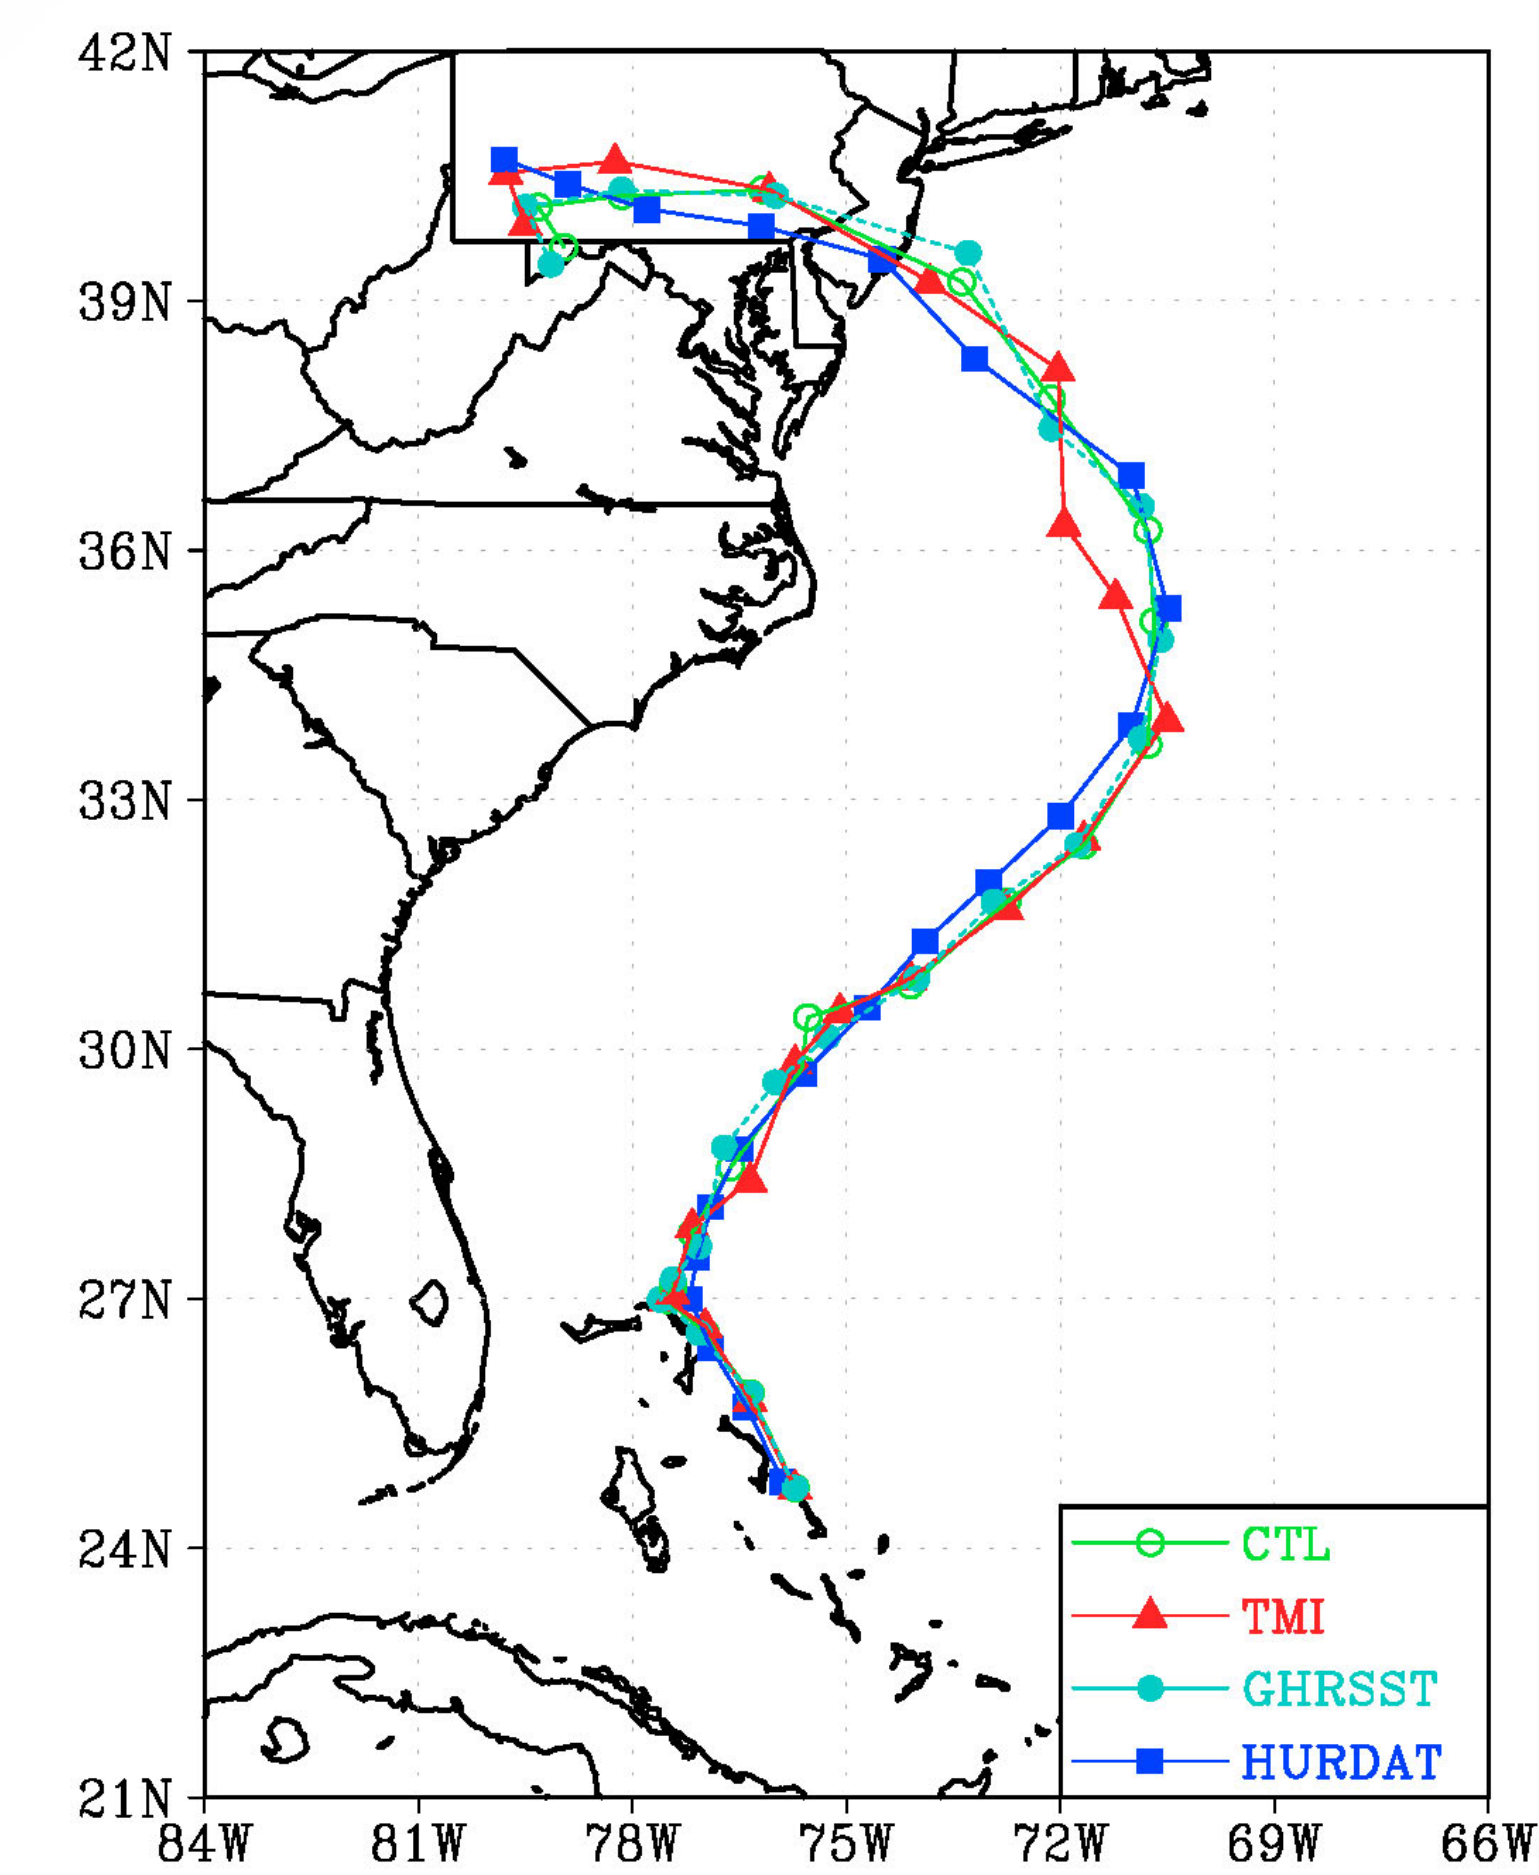 42N
39N
36N
33N
30N
27N
24N
21N
84W 81W 78W 75W 72W 69W 66W
CTL
TMI
GHRSST
HURDAT